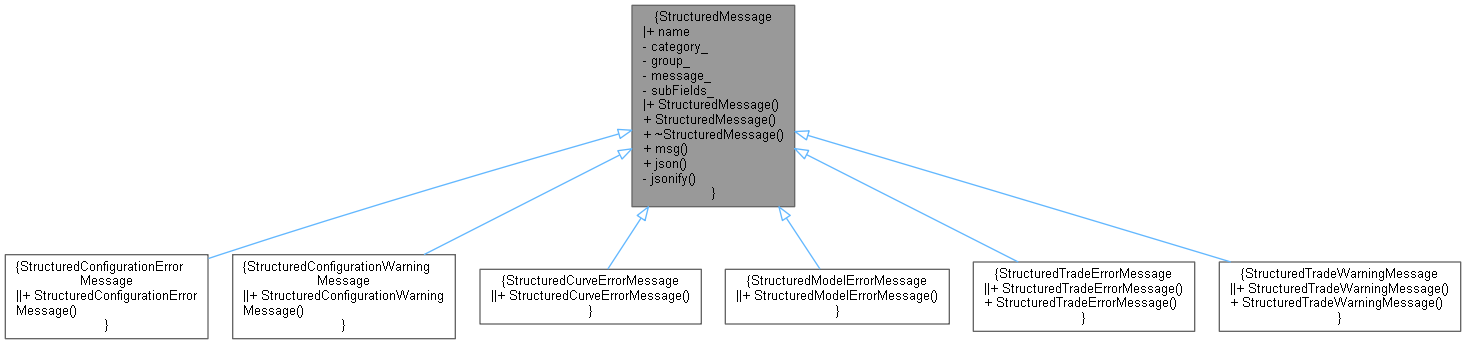 {StructuredMessage
|+ name
- category_
- group_
- message_
- subFields_
|+ StructuredMessage()
+ StructuredMessage()
+ ~StructuredMessage()
+ msg()
+ json()
- jsonify()
}
{StructuredConfigurationError
Message
||+ StructuredConfigurationError
Message()
}
{StructuredConfigurationWarning
Message
||+ StructuredConfigurationWarning
Message()
}
{StructuredCurveErrorMessage
||+ StructuredCurveErrorMessage()
}
{StructuredModelErrorMessage
||+ StructuredModelErrorMessage()
}
{StructuredTradeErrorMessage
||+ StructuredTradeErrorMessage()
+ StructuredTradeErrorMessage()
}
{StructuredTradeWarningMessage
||+ StructuredTradeWarningMessage()
+ StructuredTradeWarningMessage()
}